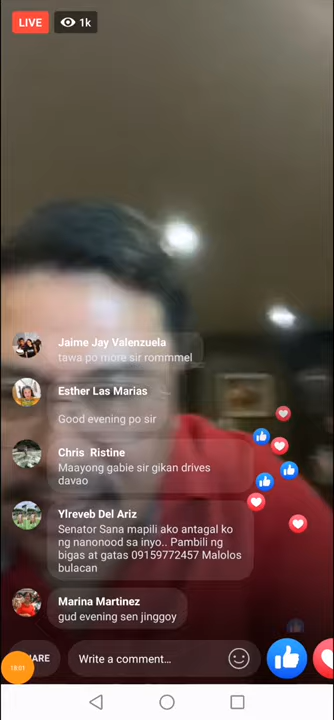 LIVE 1k
Jaime Jay Valenzuela
tawa po more sir rommmel
Esther Las Marias
Good evening po sir
Chris Ristine
Maayong gabie sir gikan drives
davao
Ylreveb Del Ariz
Senator Sana mapili ako antagal ko
ng nanonood sa inyo.. Pambili ng
bigas at gatas 09159772457 Malolos
bulacan
Marina Martinez
gud evening sen jinggoy
Write a comment...